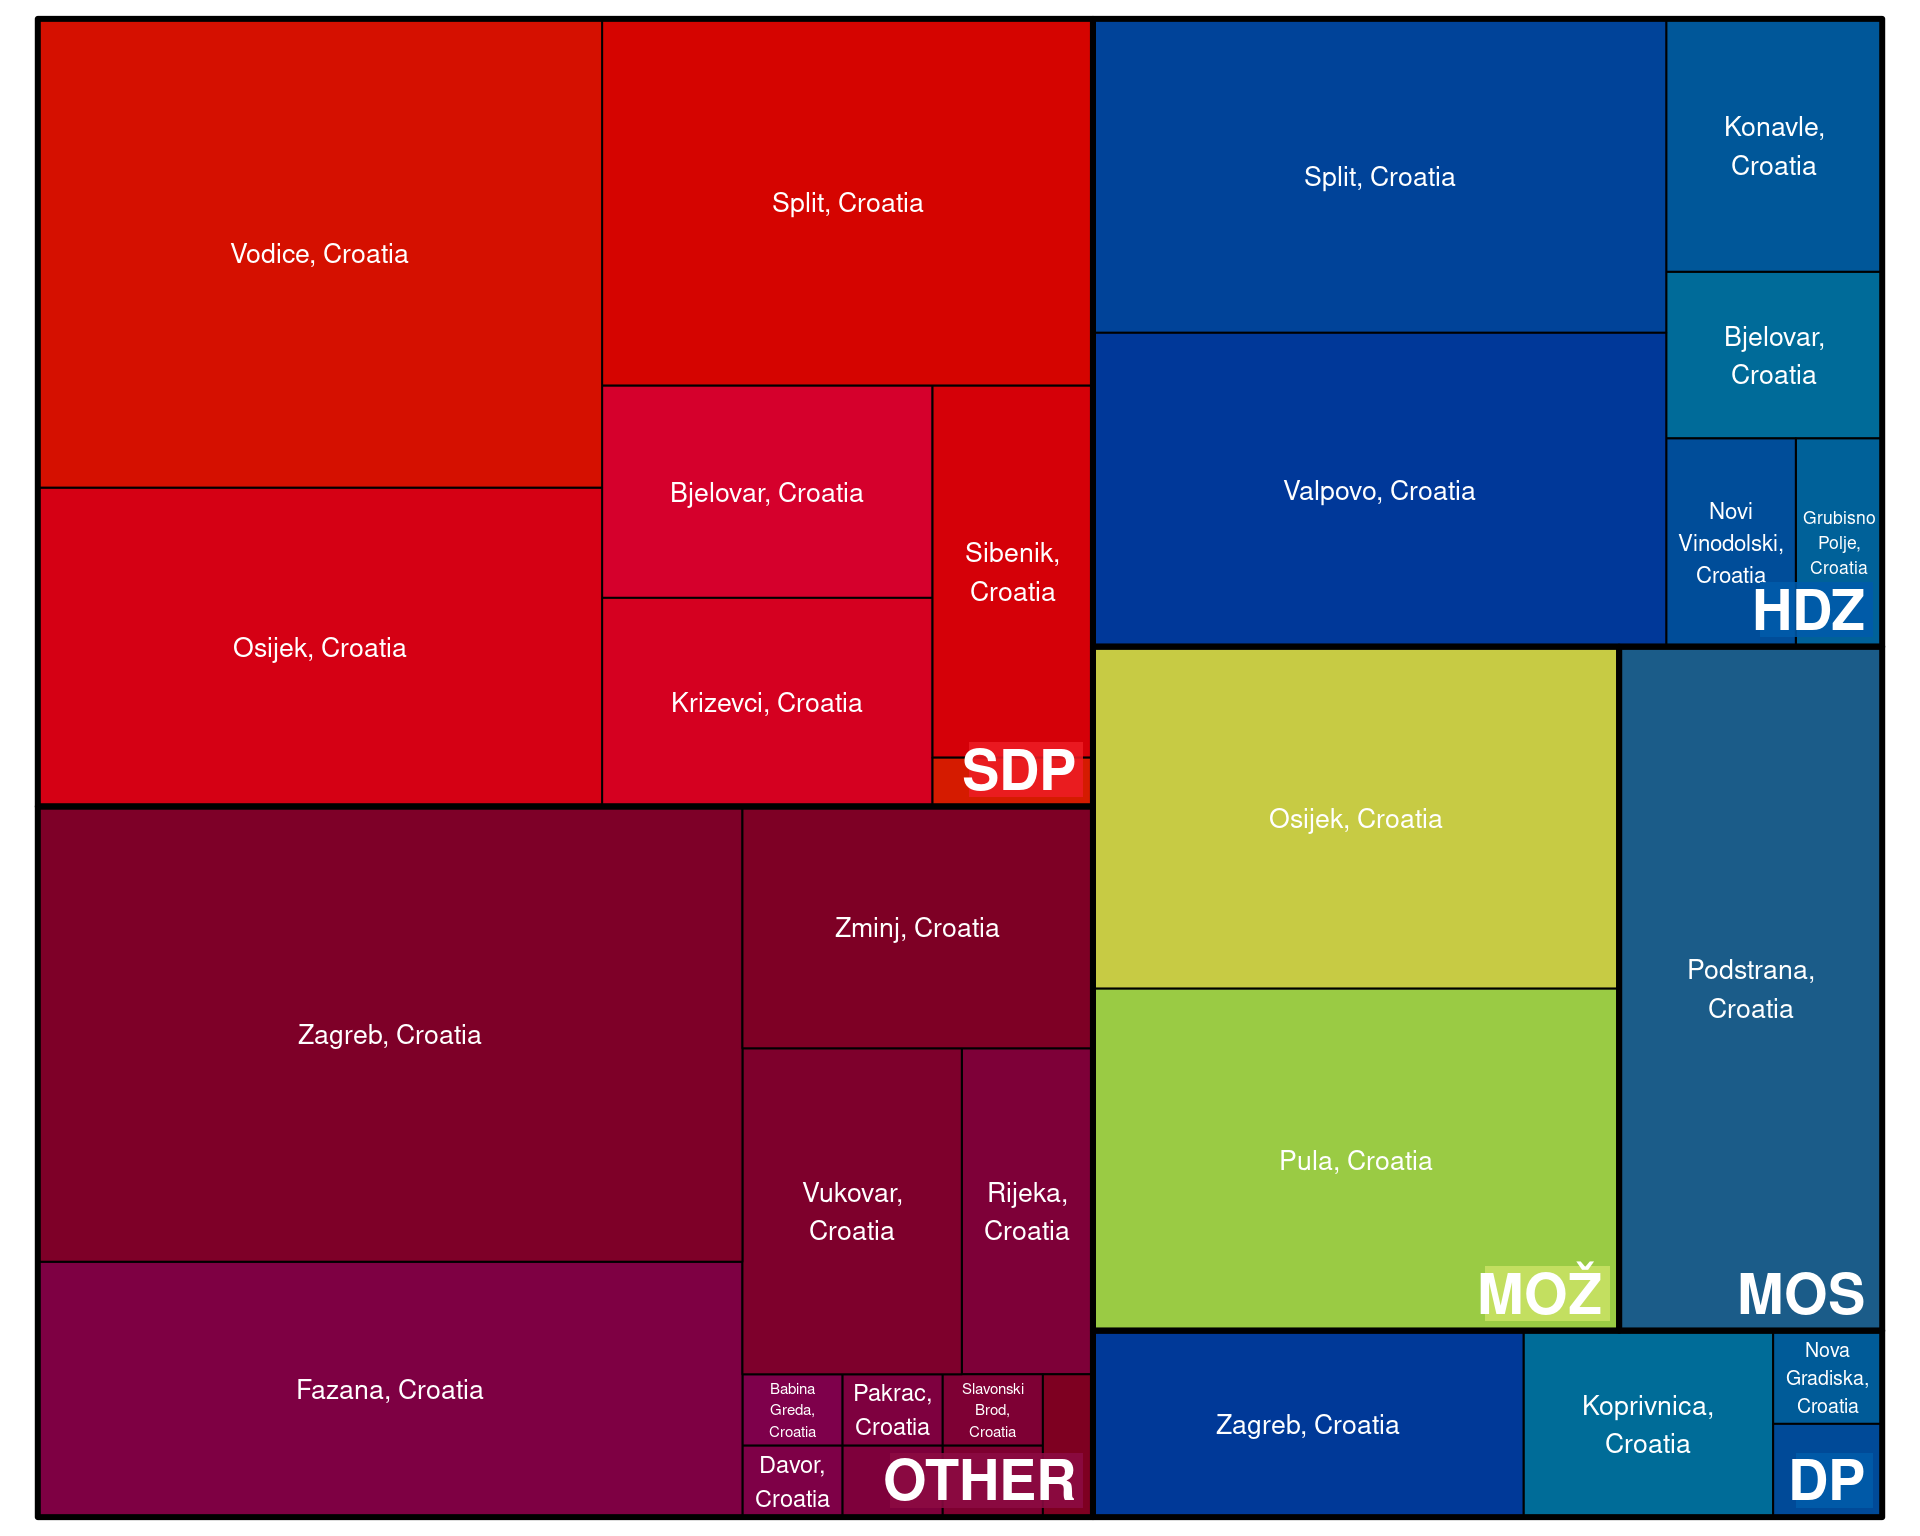 Vodice, Croatia
Split, Croatia
Osijek, Croatia
Bjelovar, Croatia
Krizevci, Croatia
Sibenik,
Croatia
SDP
Split, Croatia
Valpovo, Croatia
Konavle,
Croatia
Bjelovar,
Croatia
Novi
Vinodolski,
Croatia
Grubisno
Polje,
Croatia
HDZ
Zagreb, Croatia
Fazana, Croatia
Zminj, Croatia
Vukovar,
Croatia
Rijeka,
Croatia
Babina
Greda,
Croatia
Pakrac,
Croatia
Slavonski
Brod,
Croatia
Davor,
Croatia
OTHER
Osijek, Croatia
Pula, Croatia
MOŽ
Podstrana,
Croatia
MOS
Zagreb, Croatia
Koprivnica,
Croatia
Nova
Gradiska,
Croatia
DP